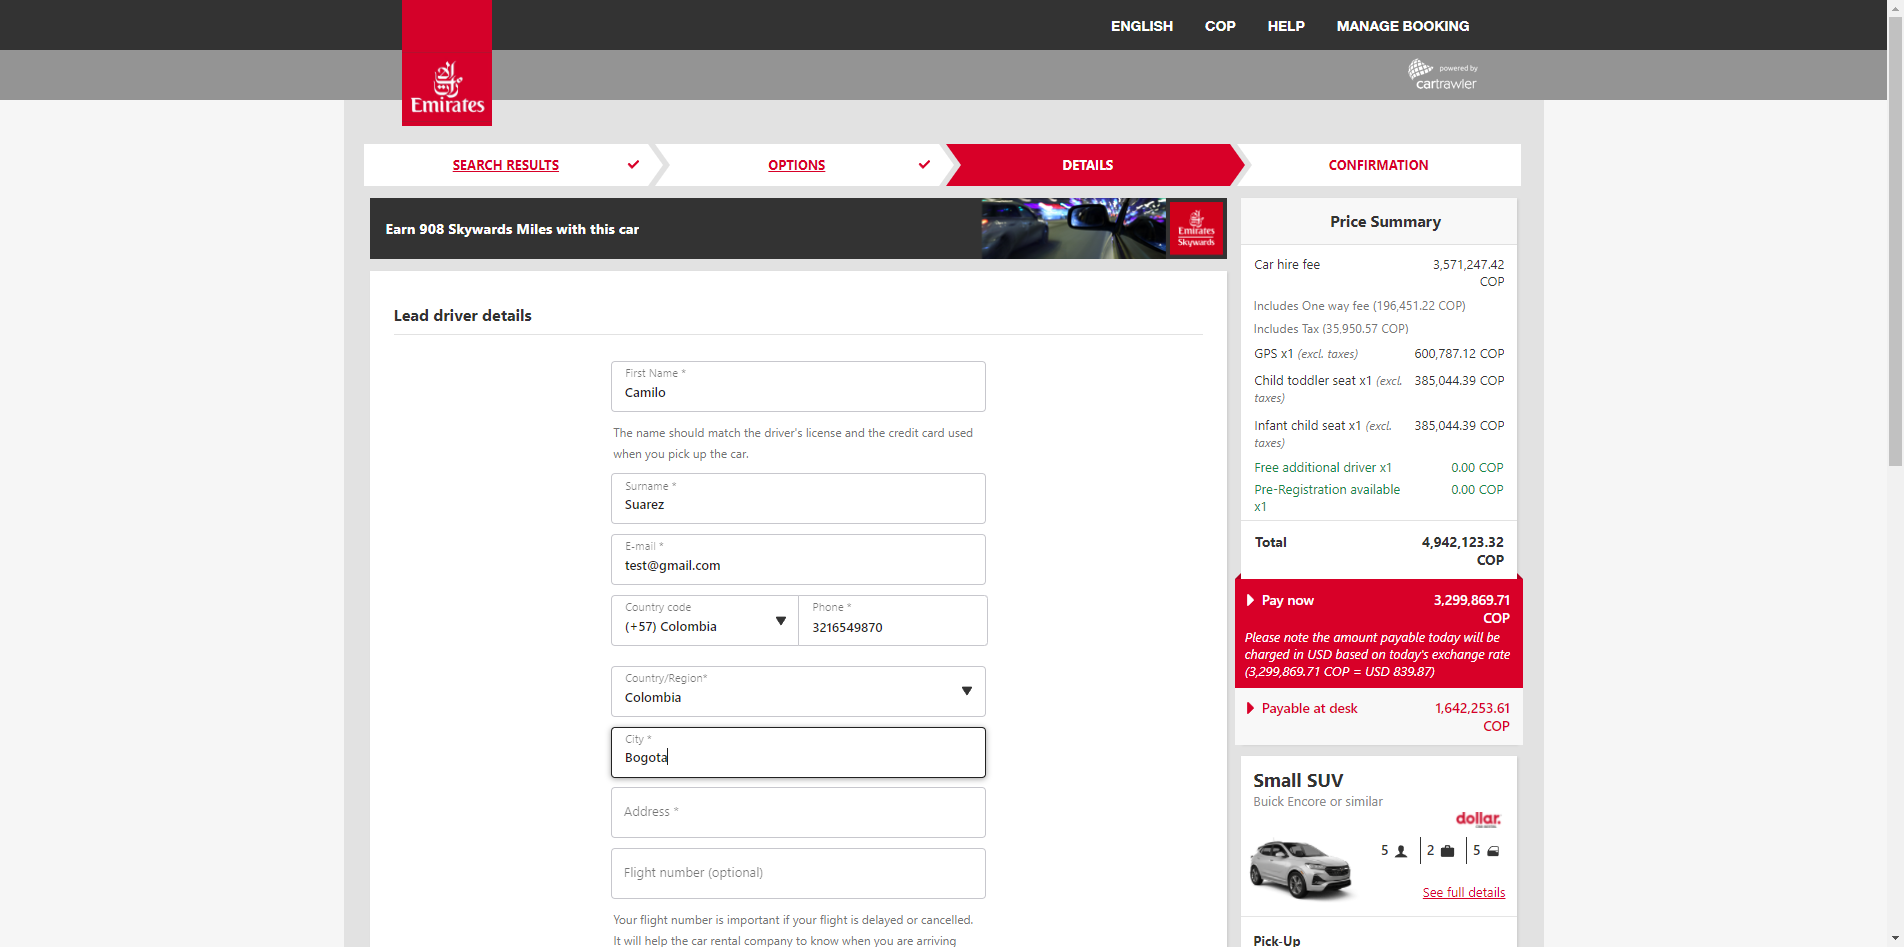 ENGLISH COP HELP MANAGE BOOKING
powered by
cartrawler
Emirates
SEARCH RESULTS OPTIONS DETAILS CONFIRMATION
Earn 908 Skywards Miles with this car
Emirates
Skywards
Lead driver details
First Name *
Camilo
The name should match the driver's license and the credit card used
when you pick up the car.
Surname *
Suarez
E-mail *
test@gmail.com
Country code
(+57) Colombia
Phone *
3216549870
Country/Region*
Colombia
City *
Bogota
Address *
Flight number (optional)
Your flight number is important if your flight is delayed or cancelled.
It will help the car rental company to know when you are arriving
Price Summary
Car hire fee 3,571,247.42
COP
Includes One way fee (196,451.22 COP)
Includes Tax (35,950.57 COP)
GPS x1 (excl. taxes) 600,787.12 COP
Child toddler seat x1 (excl. 385,044.39 COP
taxes)
Infant child seat x1 (excl. 385,044.39 COP
taxes)
Free additional driver x1 0.00 COP
Pre-Registration available 0.00 COP
x1
Total 4,942,123.32
COP
Pay now 3,299,869.71
COP
Please note the amount payable today will be
charged in USD based on today's exchange rate
(3,299,869.71 COP = USD 839.87)
Payable at desk 1,642,253.61
COP
Small SUV
Buick Encore or similar
dollar.
5 2 5
See full details
Pick-Up